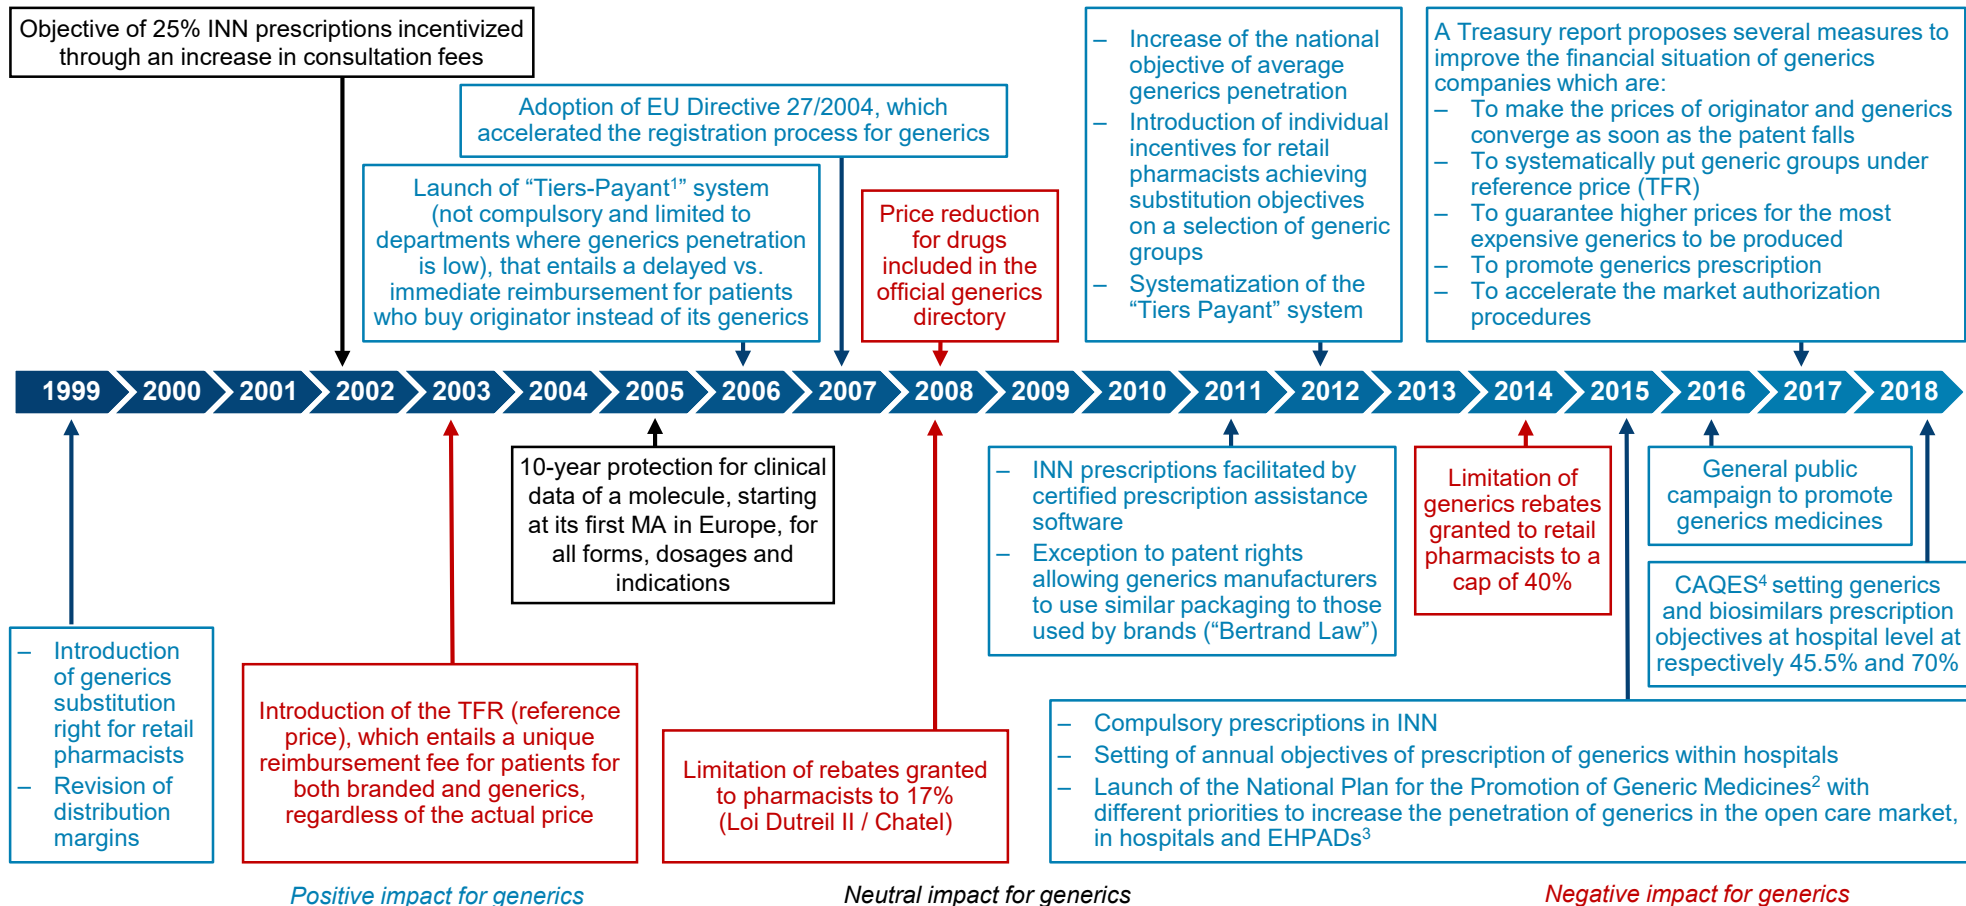 Objective of 25% INN prescriptions incentivized
through an increase in consultation fees
Adoption of EU Directive 27/2004, which
accelerated the registration process for generics
Launch of “Tiers-Payant¹” system
(not compulsory and limited to
departments where generics penetration
is low), that entails a delayed vs.
immediate reimbursement for patients
who buy originator instead of its generics
Price reduction
for drugs
included in the
official generics
directory
– Increase of the national
objective of average
generics penetration
– Introduction of individual
incentives for retail
pharmacists achieving
substitution objectives
on a selection of generic
groups
– Systematization of the
“Tiers Payant” system
A Treasury report proposes several measures to
improve the financial situation of generics
companies which are:
– To make the prices of originator and generics
converge as soon as the patent falls
– To systematically put generic groups under
reference price (TFR)
– To guarantee higher prices for the most
expensive generics to be produced
– To promote generics prescription
– To accelerate the market authorization
procedures
1999 2000 2001 2002 2003 2004 2005 2006 2007 2008 2009 2010 2011 2012 2013 2014 2015 2016 2017 2018
– Introduction
of generics
substitution
right for retail
pharmacists
– Revision of
distribution
margins
Introduction of the TFR (reference
price), which entails a unique
reimbursement fee for patients for
both branded and generics,
regardless of the actual price
10-year protection for clinical
data of a molecule, starting
at its first MA in Europe, for
all forms, dosages and
indications
Limitation of rebates granted
to pharmacists to 17%
(Loi Dutreil II / Chatel)
– INN prescriptions facilitated by
certified prescription assistance
software
– Exception to patent rights
allowing generics manufacturers
to use similar packaging to those
used by brands (“Bertrand Law”)
Limitation of
generics rebates
granted to retail
pharmacists to a
cap of 40%
General public
campaign to promote
generics medicines
CAQES⁴ setting generics
and biosimilars prescription
objectives at hospital level at
respectively 45.5% and 70%
– Compulsory prescriptions in INN
– Setting of annual objectives of prescription of generics within hospitals
– Launch of the National Plan for the Promotion of Generic Medicines² with
different priorities to increase the penetration of generics in the open care market,
in hospitals and EHPADs³
Positive impact for generics
Neutral impact for generics
Negative impact for generics